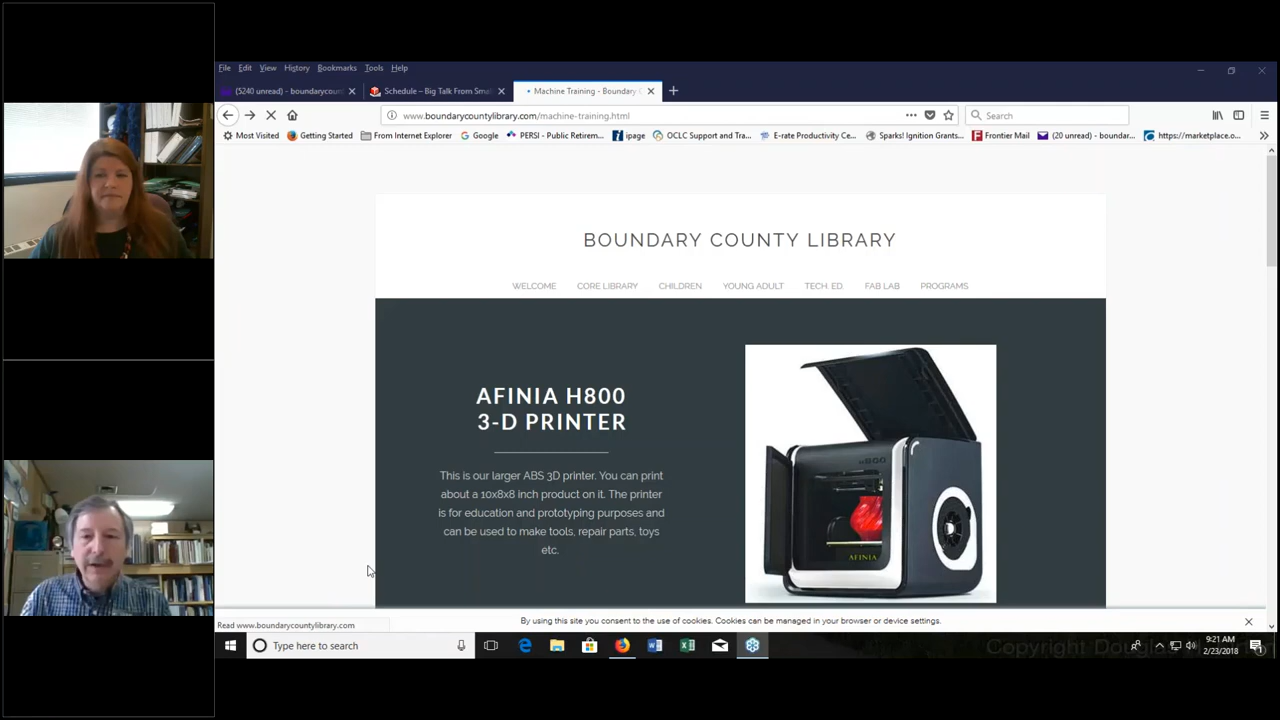 File Edit View History Bookmarks Tools Help
(5240 unread) - boundarycount
Schedule – Big Talk From Smal
Machine Training - Boundary C
www.boundarycountylibrary.com/machine-training.html
Search
Most Visited Getting Started From Internet Explorer Google PERSI - Public Retirem... ipage OCLC Support and Tra... E-rate Productivity Ce... Sparks! Ignition Grants... Frontier Mail (20 unread) - boundar... https://marketplace.o...
BOUNDARY COUNTY LIBRARY
WELCOME CORE LIBRARY CHILDREN YOUNG ADULT TECH. ED. FAB LAB PROGRAMS
AFINIA H800
3-D PRINTER
This is our larger ABS 3D printer. You can print
about a 10x8x8 inch product on it. The printer
is for education and prototyping purposes and
can be used to make tools, repair parts, toys
etc.
H800
AFINIA
Read www.boundarycountylibrary.com
By using this site you consent to the use of cookies. Cookies can be managed in your browser or device settings.
Type here to search
9:21 AM
2/23/2018